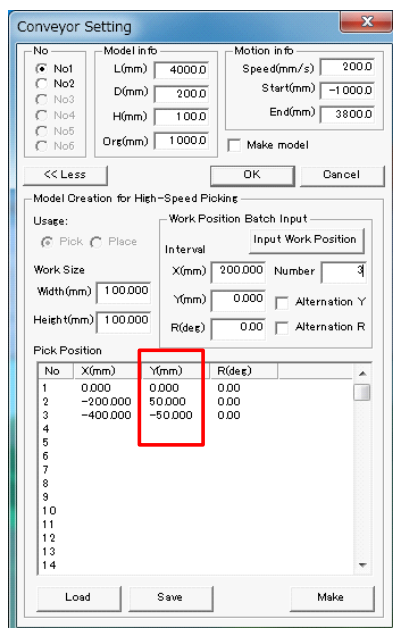 Conveyor Setting
No
No1
No2
No3
No4
No5
No6
Model info
L(mm) 4000.0
D(mm) 200.0
H(mm) 100.0
Org(mm) 1000.0
Motion info
Speed(mm/s) 200.0
Start(mm) -1000.0
End(mm) 3800.0
Make model
<< Less
OK
Cancel
Model Creation for High-Speed Picking
Usage:
Pick Place
Work Size
Width(mm) 100.000
Height(mm) 100.000
Work Position Batch Input
Interval
Input Work Position
X(mm) 200.000 Number 3
Y(mm) 0.000 Alternation Y
R(deg) 0.00 Alternation R
Pick Position
No X(mm) Y(mm) R(deg)
1 0.000 0.000 0.00
2 -200.000 50.000 0.00
3 -400.000 -50.000 0.00
4
5
6
7
8
9
10
11
12
13
14
Load
Save
Make